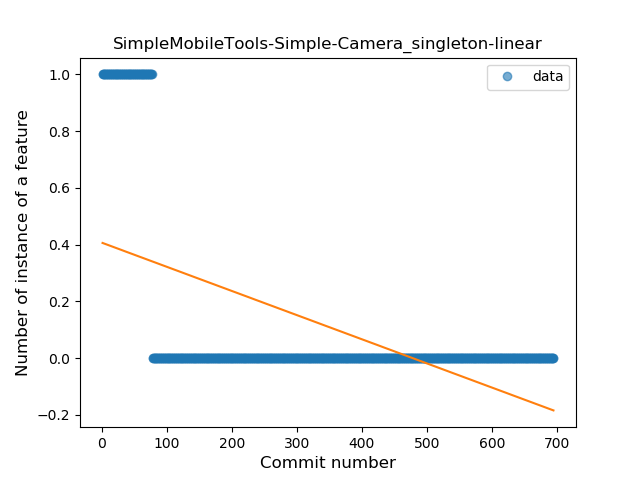 SimpleMobileTools-Simple-Camera_singleton-linear
data
Number of instance of a feature
1.0
0.8
0.6
0.4
0.2
0.0
−0.2
0 100 200 300 400 500 600 700
Commit number